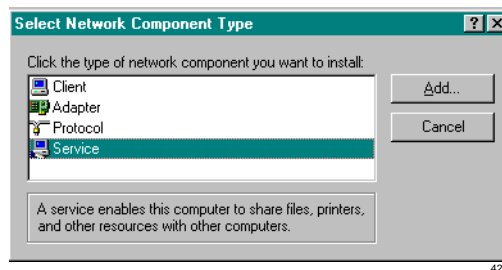 Select Network Component Type
Click the type of network component you want to install:
Client
Adapter
Protocol
Service
Add...
Cancel
A service enables this computer to share files, printers,
and other resources with other computers.